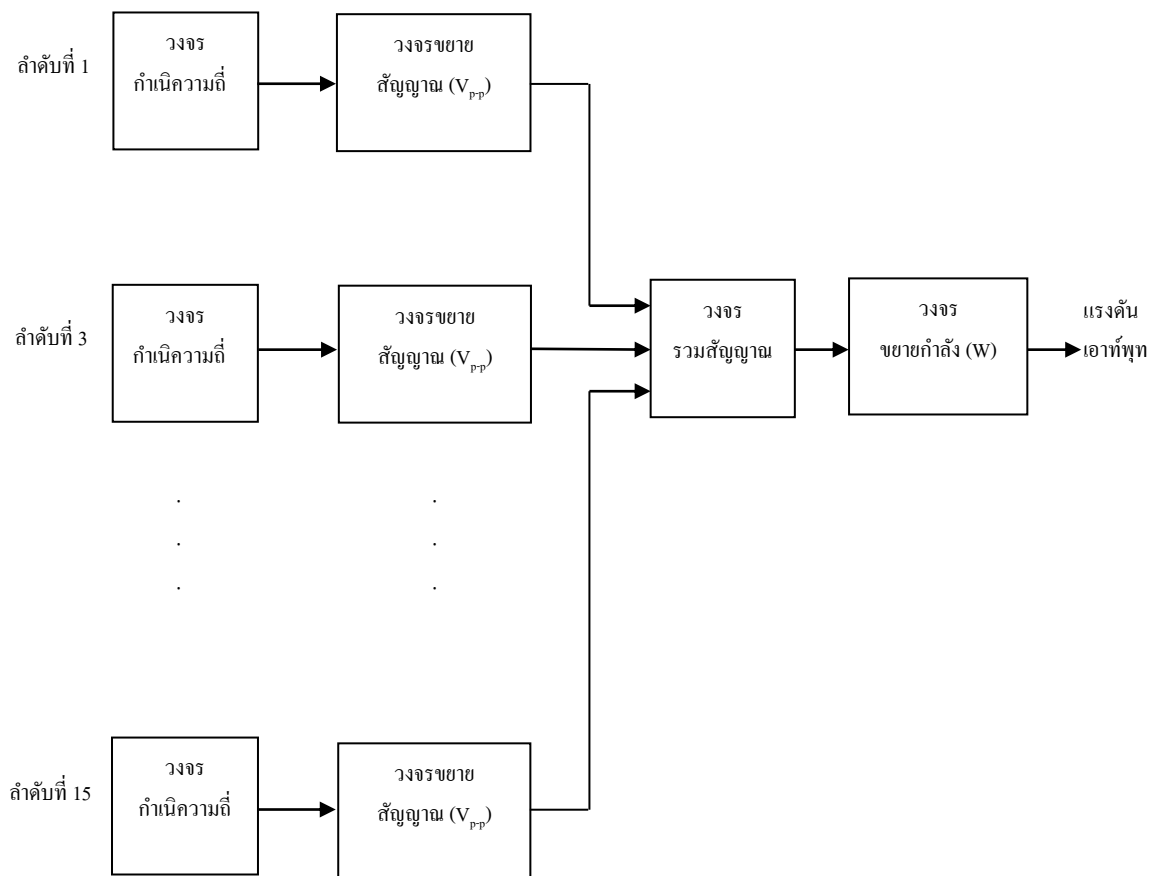 ลำดับที่ 1
วงจร
กำเนิความถี่
วงจรขยาย
สัญญาณ (Vp-p)
ลำดับที่ 3
วงจร
กำเนิความถี่
วงจรขยาย
สัญญาณ (Vp-p)
วงจร
รวมสัญญาณ
วงจร
ขยายกำลัง (W)
แรงดัน
เอาท์พุท
.
.
.
.
.
.
ลำดับที่ 15
วงจร
กำเนิความถี่
วงจรขยาย
สัญญาณ (Vp-p)